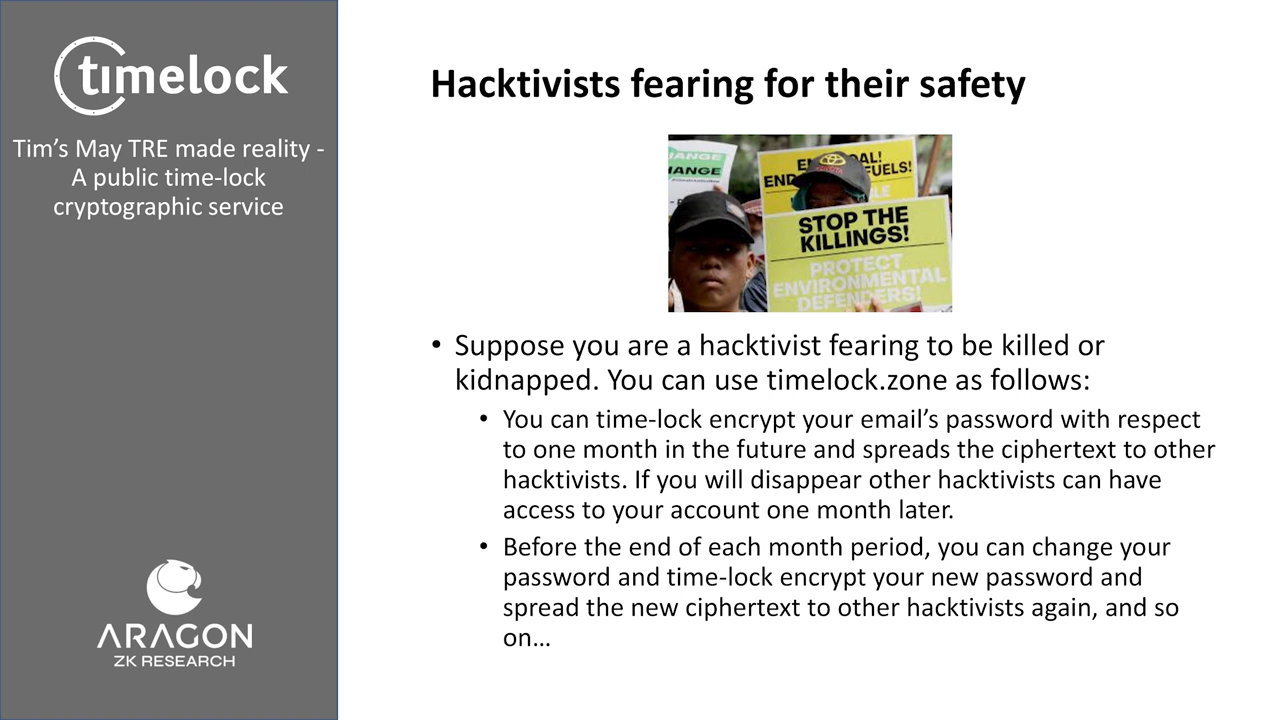 timelock
Tim's May TRE made reality -
A public time-lock
cryptographic service
ARAGON
ZK RESEARCH
Hacktivists fearing for their safety
ANGE
ANGE
END
FUELS!
STOP THE
KILLINGS!
PROTECT
ENVIRONMENTAL
DEFENDERS!
• Suppose you are a hacktivist fearing to be killed or
kidnapped. You can use timelock.zone as follows:
• You can time-lock encrypt your email's password with respect
to one month in the future and spreads the ciphertext to other
hacktivists. If you will disappear other hacktivists can have
access to your account one month later.
• Before the end of each month period, you can change your
password and time-lock encrypt your new password and
spread the new ciphertext to other hacktivists again, and so
on…